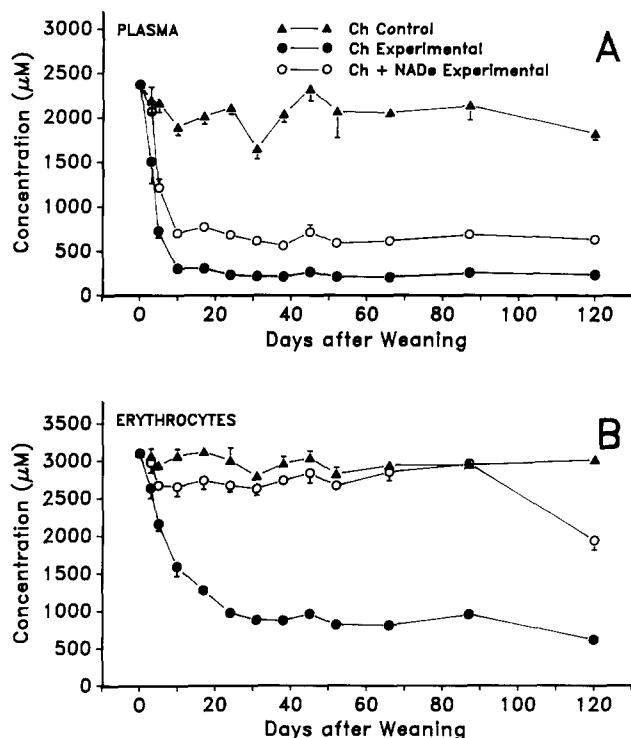 PLASMA
Ch Control
Ch Experimental
Ch + NADe Experimental
A
Concentration (μM)
3000
2500
2000
1500
1000
500
0
0 20 40 60 80 100 120
Days after Weaning
ERYTHROCYTES
B
Concentration (μM)
3500
3000
2500
2000
1500
1000
500
0
0 20 40 60 80 100 120
Days after Weaning